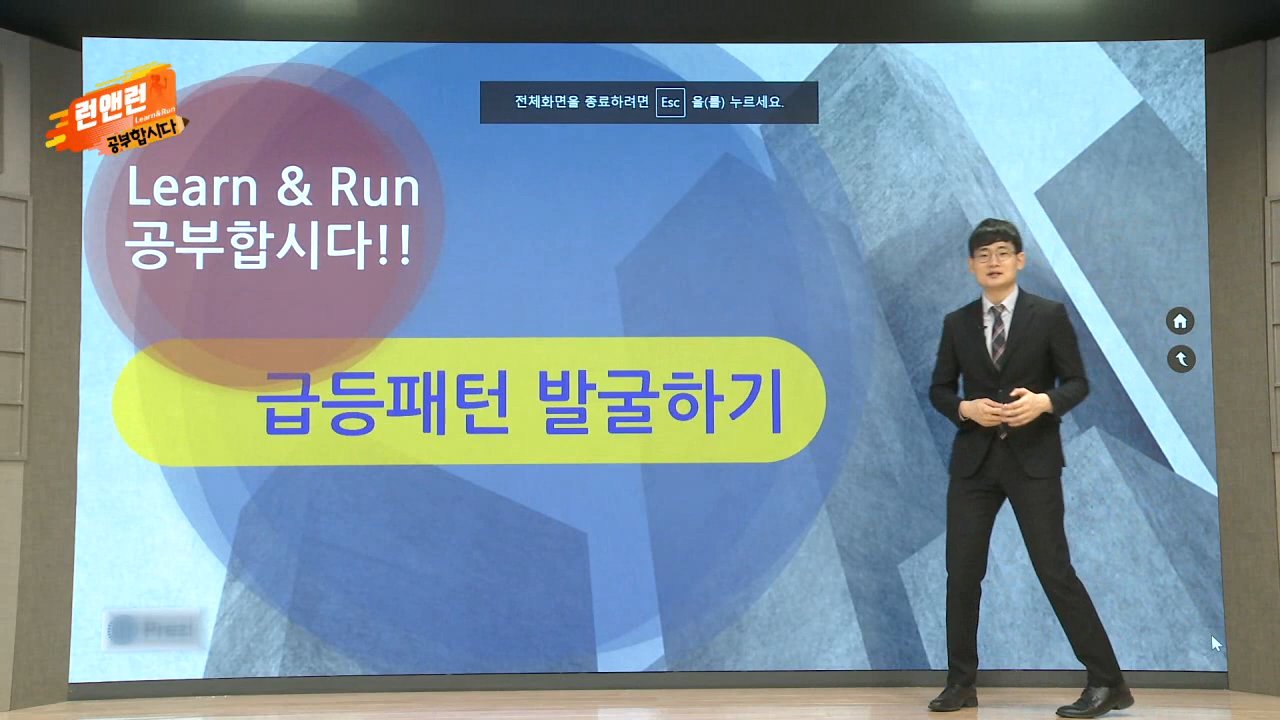 런앤런
Learn&Run
공부합시다
전체화면을 종료하려면 Esc 을(를) 누르세요.
Learn & Run
공부합시다!!
급등패턴 발굴하기